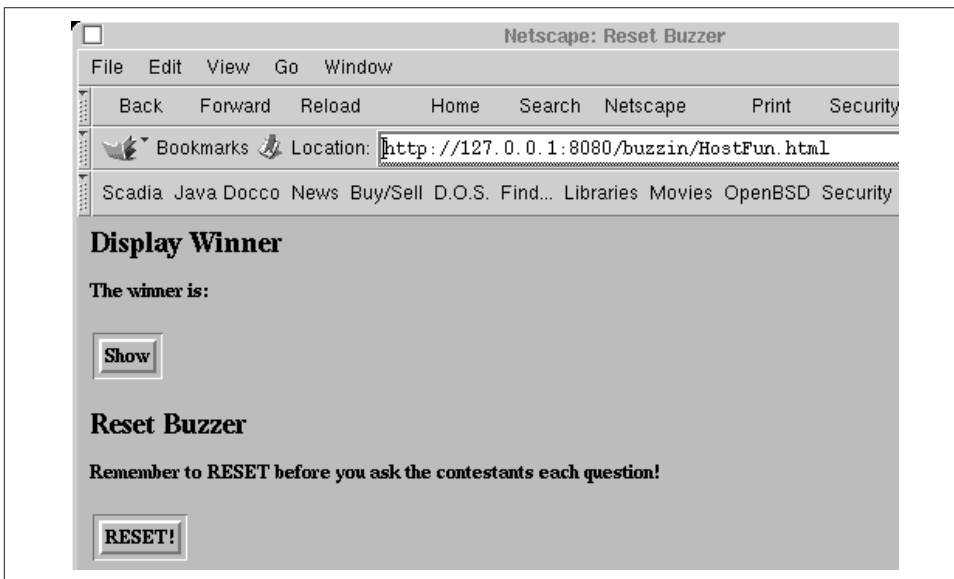 Netscape: Reset Buzzer
File Edit View Go Window
Back Forward Reload Home Search Netscape Print Security
Bookmarks Location: http://127.0.0.1:8080/buzzin/HostFun.html
Scadia Java Docco News Buy/Sell D.O.S. Find... Libraries Movies OpenBSD Security
Display Winner
The winner is:
Show
Reset Buzzer
Remember to RESET before you ask the contestants each question!
RESET!